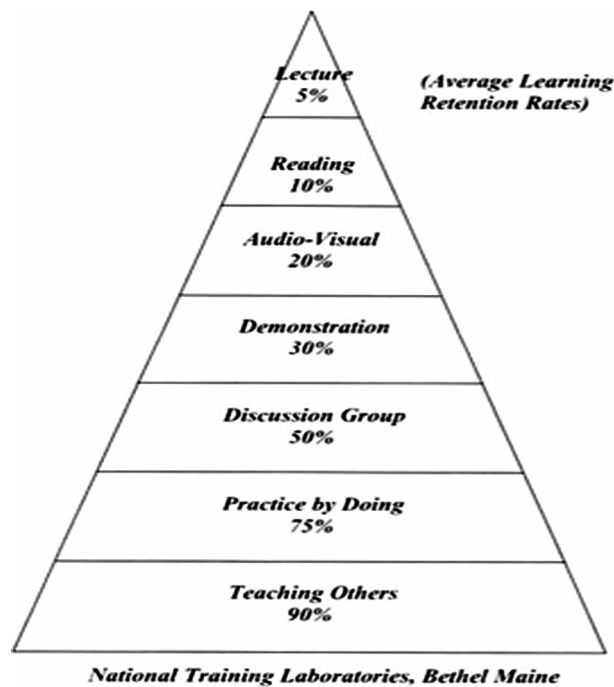 Lecture
5%
(Average Learning
Retention Rates)
Reading
10%
Audio-Visual
20%
Demonstration
30%
Discussion Group
50%
Practice by Doing
75%
Teaching Others
90%
National Training Laboratories, Bethel Maine